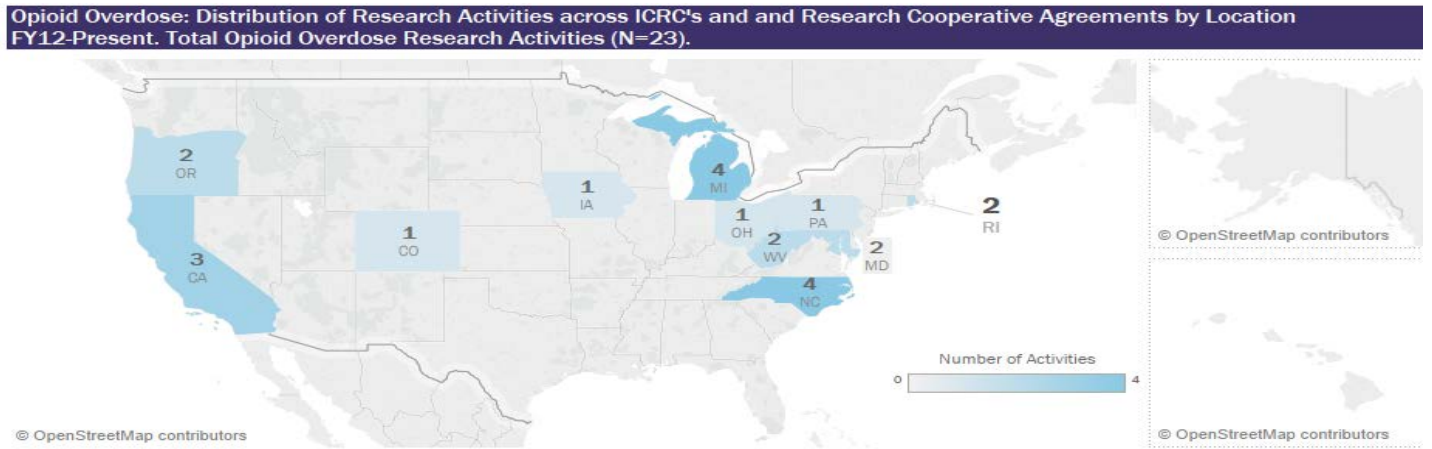 Opioid Overdose: Distribution of Research Activities across ICRC's and and Research Cooperative Agreements by Location
FY12-Present. Total Opioid Overdose Research Activities (N=23).
2
OR
3
CA
1
CO
1
IA
4
MI
1
OH
1
PA
2
WV
2
MD
4
NC
2
RI
Number of Activities
0
4
© OpenStreetMap contributors
© OpenStreetMap contributors
© OpenStreetMap contributors